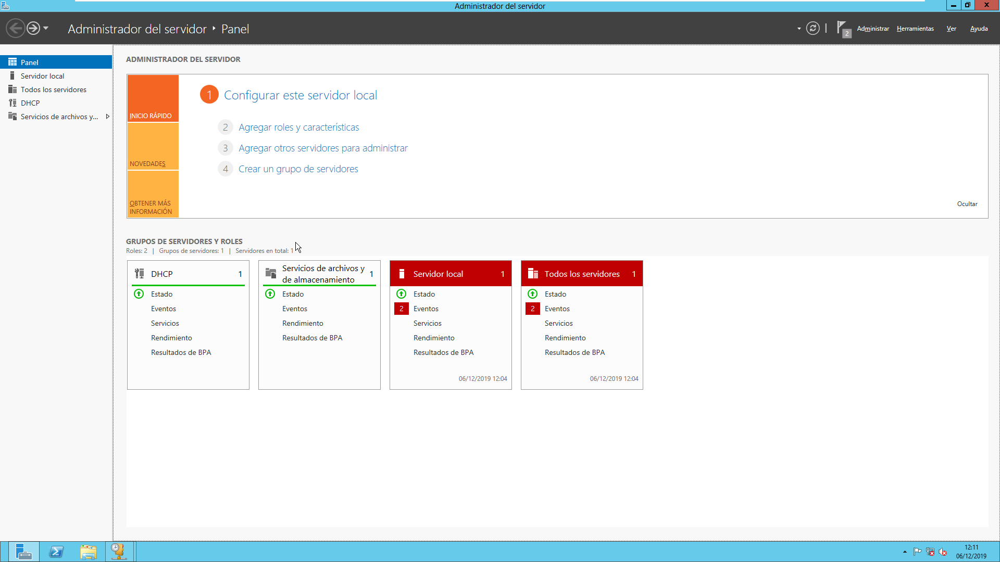 Administrador del servidor
Administrador del servidor ‣ Panel
2
Administrar
Herramientas
Ver
Ayuda
Panel
Servidor local
Todos los servidores
DHCP
Servicios de archivos y...
ADMINISTRADOR DEL SERVIDOR
INICIO RÁPIDO
NOVEDADES
OBTENER MÁS
INFORMACIÓN
1 Configurar este servidor local
2 Agregar roles y características
3 Agregar otros servidores para administrar
4 Crear un grupo de servidores
Ocultar
GRUPOS DE SERVIDORES Y ROLES
Roles: 2 | Grupos de servidores: 1 | Servidores en total: 1
DHCP 1
Estado
Eventos
Servicios
Rendimiento
Resultados de BPA
Servicios de archivos y
de almacenamiento 1
Estado
Eventos
Rendimiento
Resultados de BPA
Servidor local 1
Estado
2 Eventos
Servicios
Rendimiento
Resultados de BPA
06/12/2019 12:04
Todos los servidores 1
Estado
2 Eventos
Servicios
Rendimiento
Resultados de BPA
06/12/2019 12:04
12:11
06/12/2019